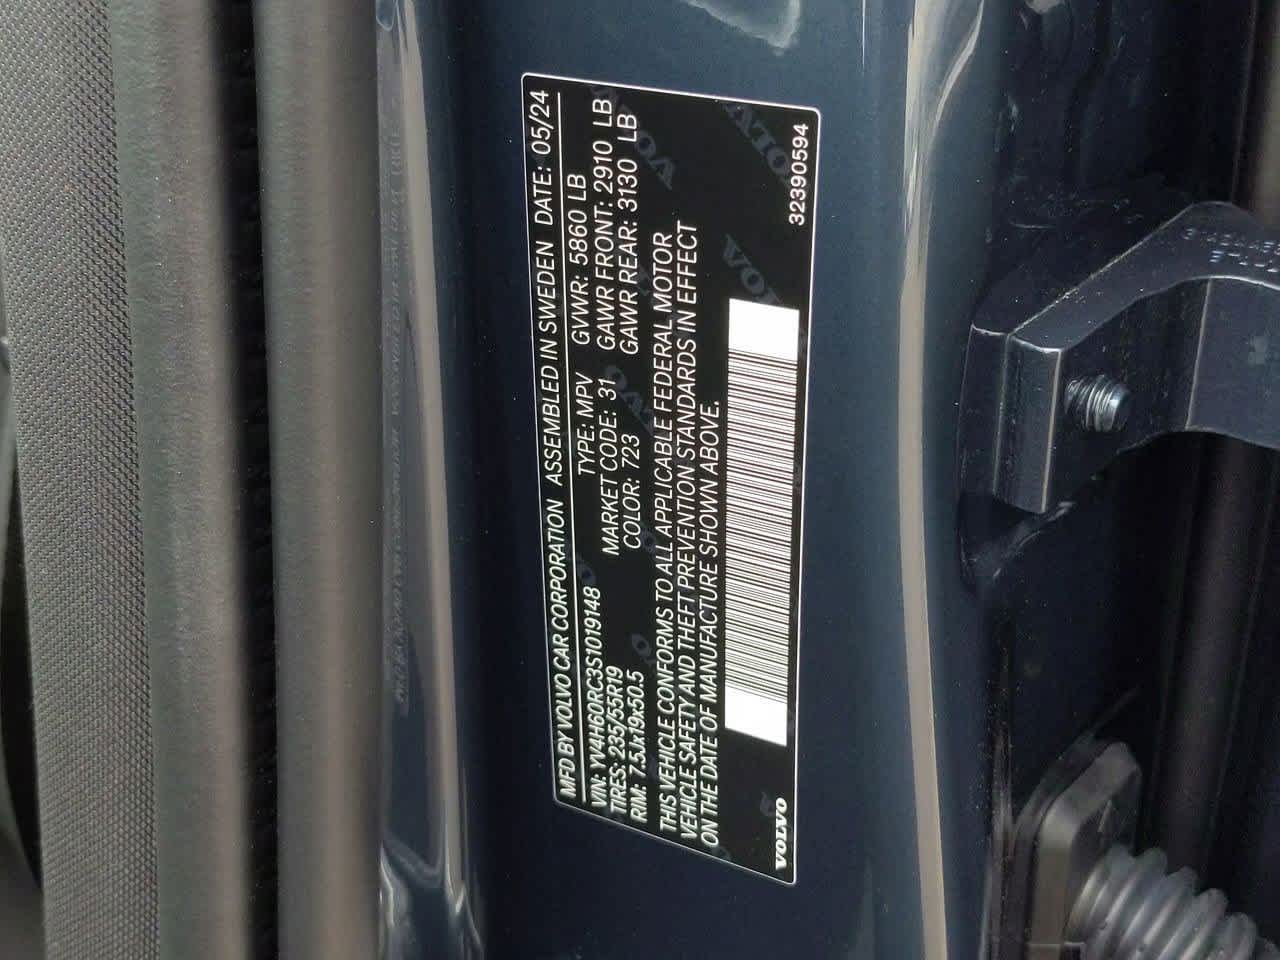 MFD BY VOLVO CAR CORPORATION ASSEMBLED IN SWEDEN DATE: 05/24
VIN: YV4H60RC3S1019148 TYPE: MPV GVWR: 5860 LB
TIRES: 235/55R19 MARKET CODE: 31 GAWR FRONT: 2910 LB
RIM: 7.5Jx19x50.5 COLOR: 723 GAWR REAR: 3130 LB
THIS VEHICLE CONFORMS TO ALL APPLICABLE FEDERAL MOTOR
VEHICLE SAFETY AND THEFT PREVENTION STANDARDS IN EFFECT
ON THE DATE OF MANUFACTURE SHOWN ABOVE.
VOLVO 32390594